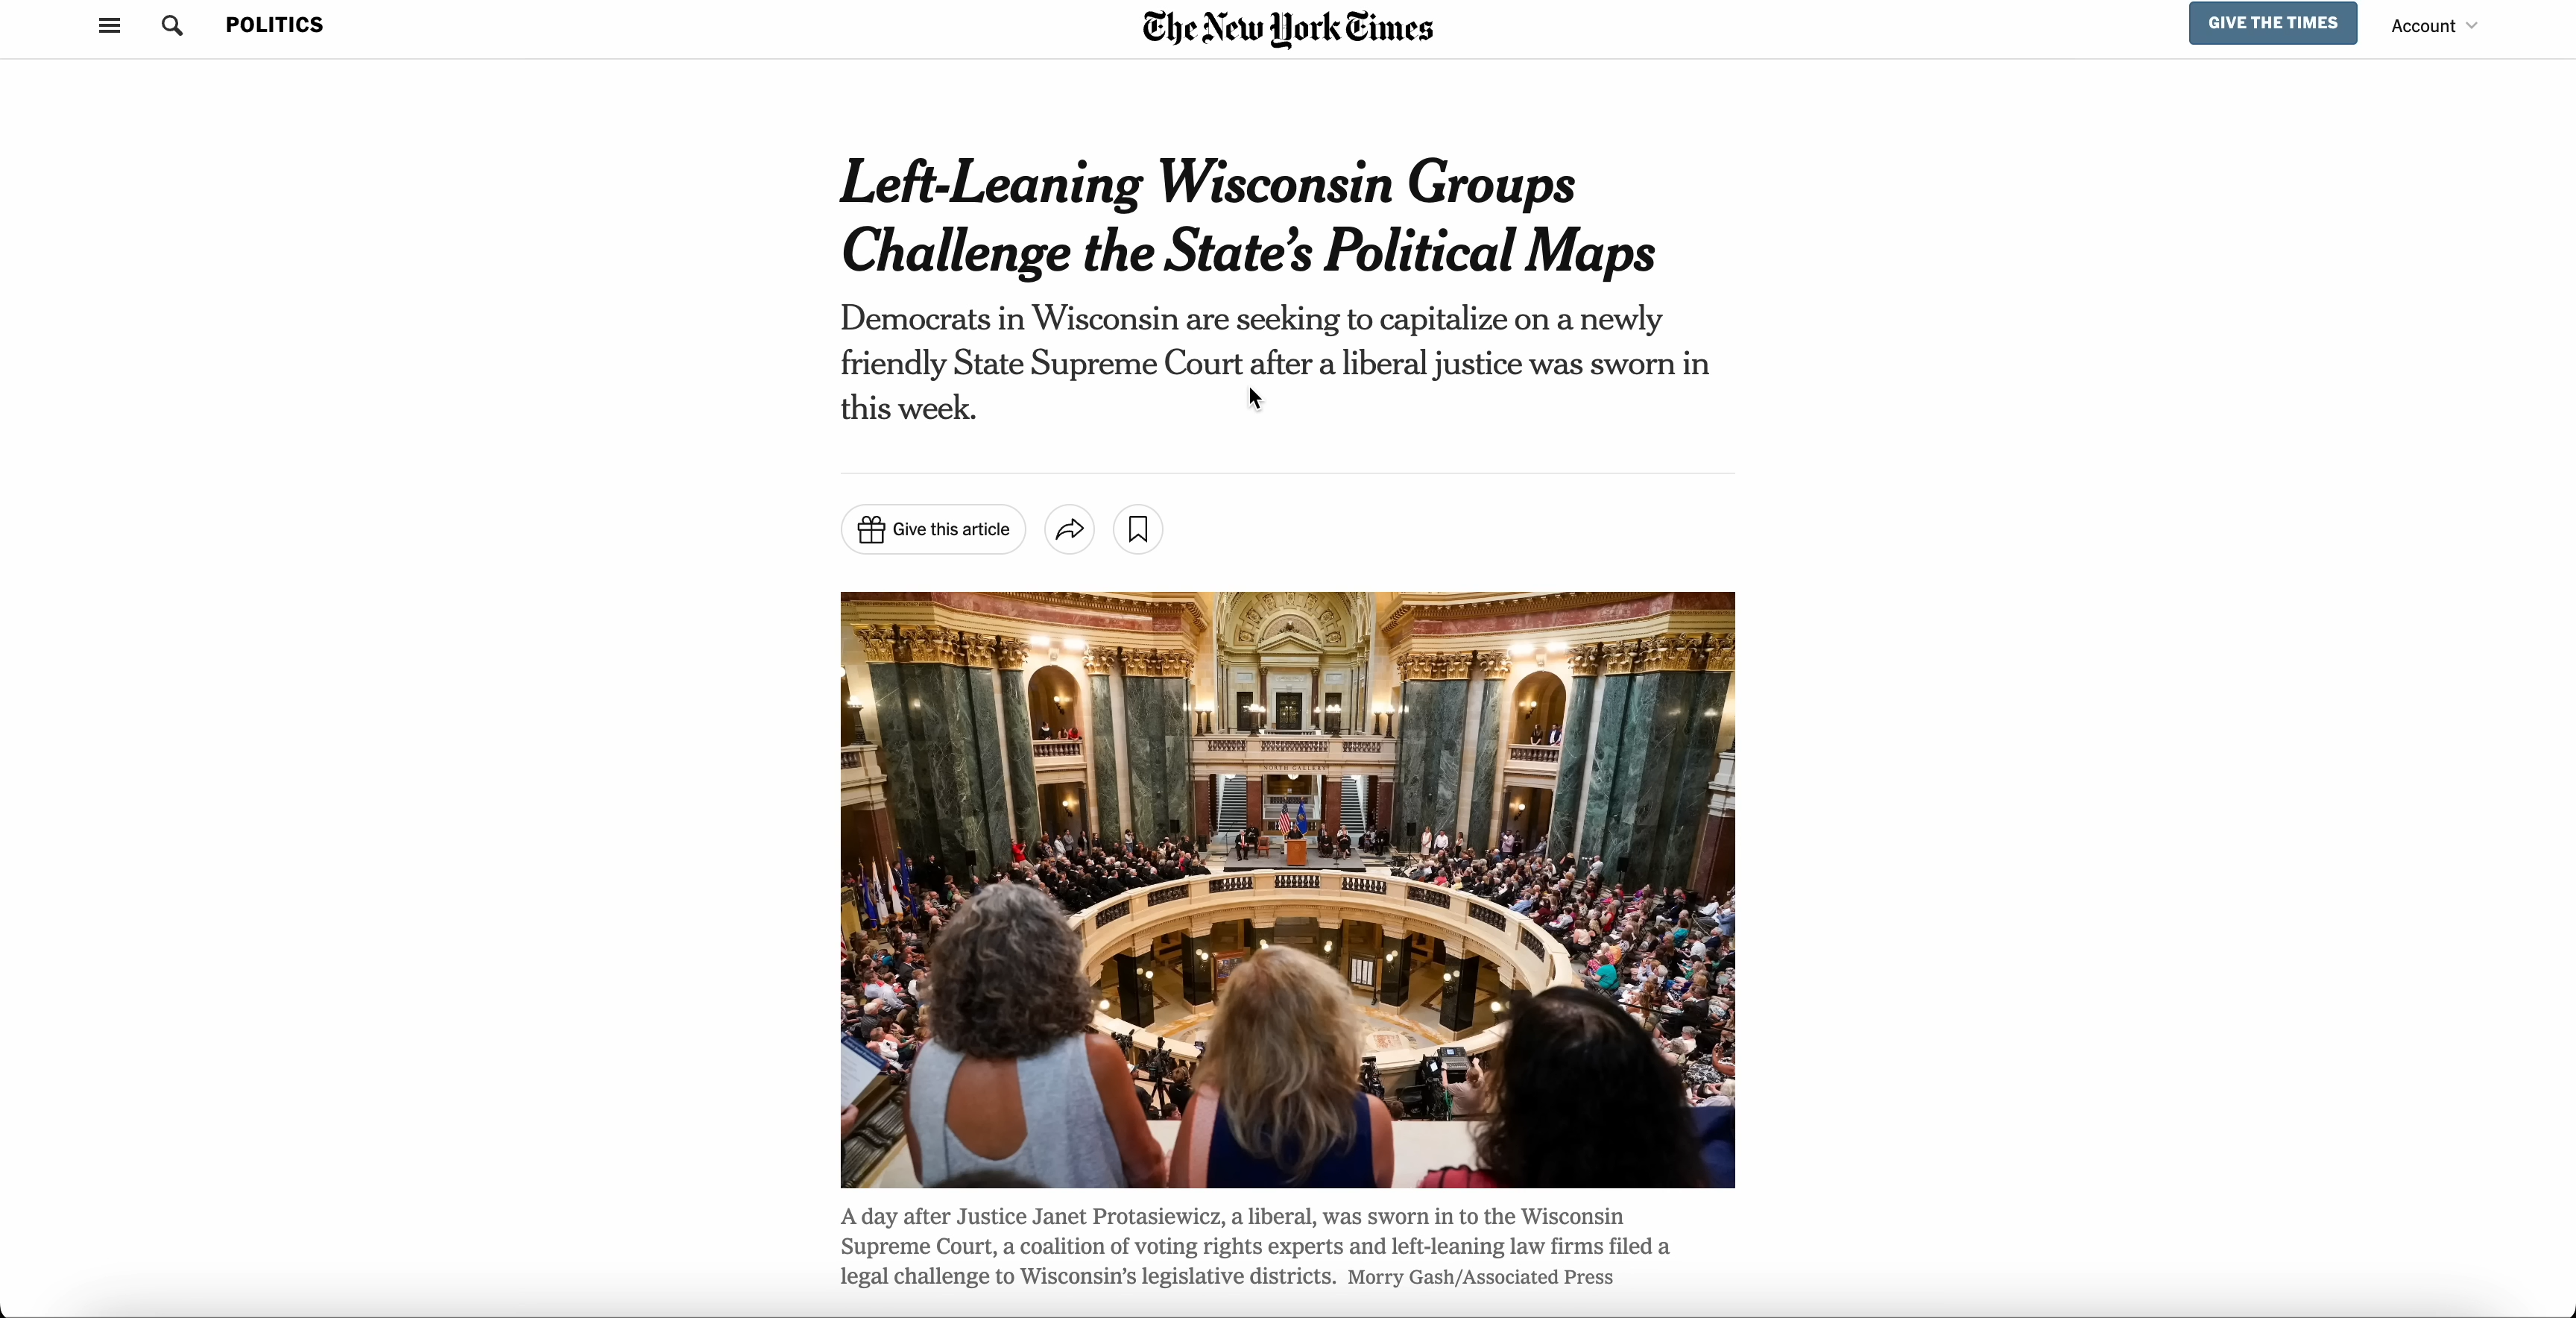 POLITICS
The New York Times
GIVE THE TIMES
Account
Left-Leaning Wisconsin Groups
Challenge the State’s Political Maps
Democrats in Wisconsin are seeking to capitalize on a newly
friendly State Supreme Court after a liberal justice was sworn in
this week.
Give this article
NORTH GALLERY
A day after Justice Janet Protasiewicz, a liberal, was sworn in to the Wisconsin
Supreme Court, a coalition of voting rights experts and left-leaning law firms filed a
legal challenge to Wisconsin’s legislative districts. Morry Gash/Associated Press